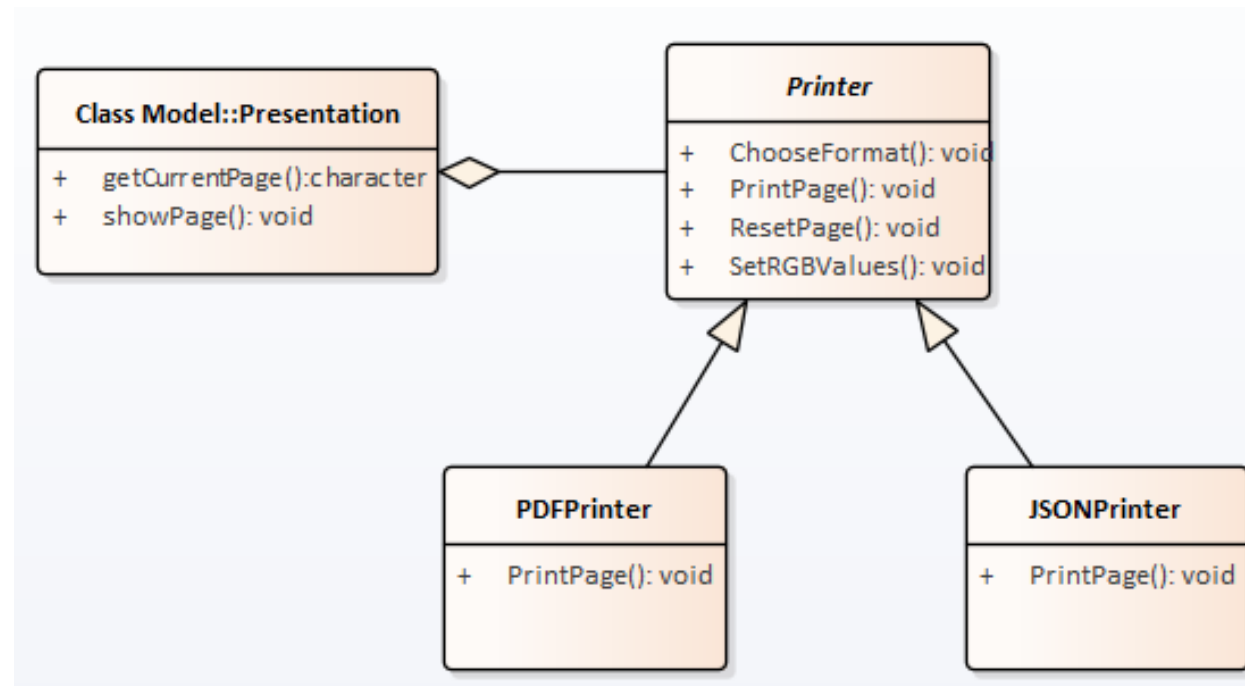 Class Model::Presentation
+ getCurrentPage():character
+ showPage(): void
Printer
+ ChooseFormat(): void
+ PrintPage(): void
+ ResetPage(): void
+ SetRGBValues(): void
PDFPrinter
+ PrintPage(): void
JSONPrinter
+ PrintPage(): void